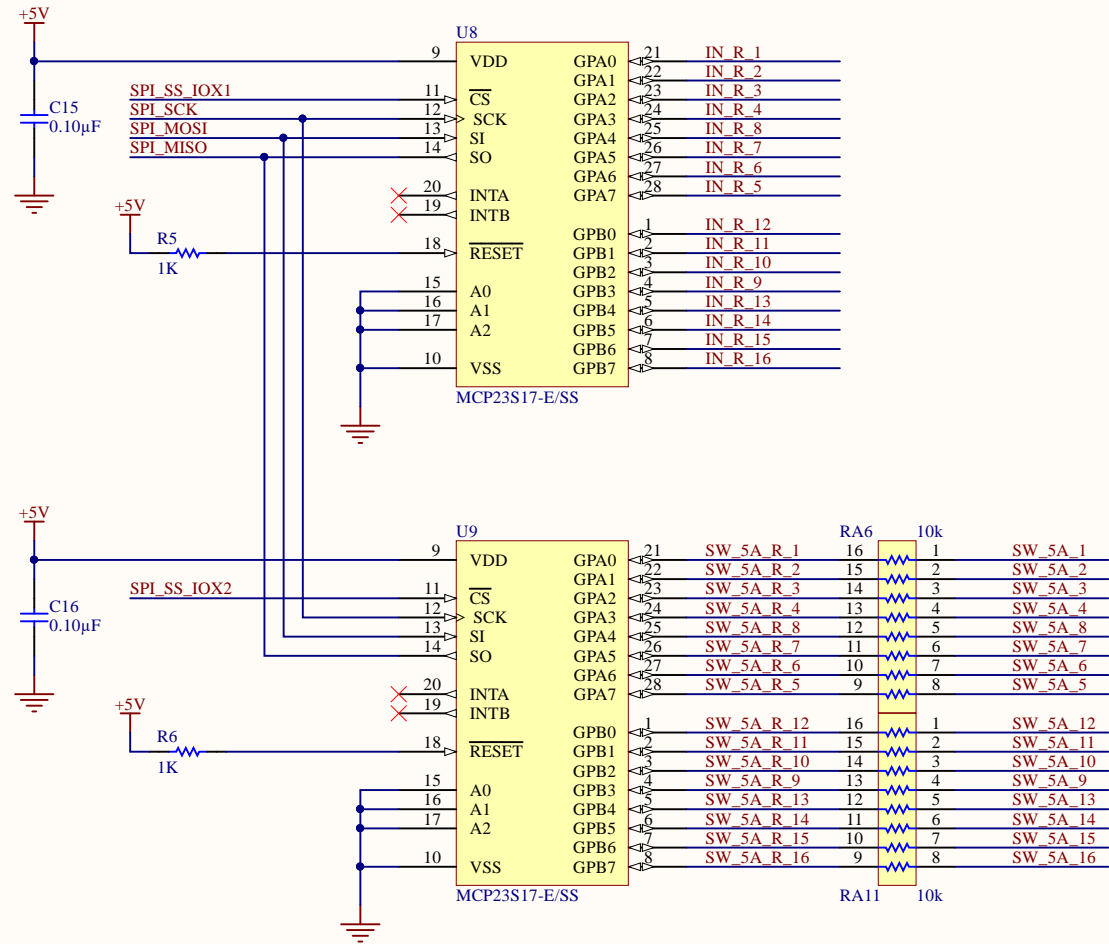 +5V
U8
9 VDD GPA0 21 IN_R_1
GPA1 22 IN_R_2
SPI_SS_IOX1 11 CS GPA2 23 IN_R_3
C15 SPI_SCK 12 SCK GPA3 24 IN_R_4
0.10µF SPI_MOSI 13 SI GPA4 25 IN_R_8
SPI_MISO 14 SO GPA5 26 IN_R_7
GPA6 27 IN_R_6
20 INTA GPA7 28 IN_R_5
+5V 19 INTB
GPB0 1 IN_R_12
R5 18 RESET GPB1 2 IN_R_11
1K GPB2 3 IN_R_10
15 A0 GPB3 4 IN_R_9
16 A1 GPB4 5 IN_R_13
17 A2 GPB5 6 IN_R_14
GPB6 7 IN_R_15
10 VSS GPB7 8 IN_R_16
MCP23S17-E/SS
+5V
U9 RA6 10k
9 VDD GPA0 21 SW_5A_R_1 16 1 SW_5A_1
GPA1 22 SW_5A_R_2 15 2 SW_5A_2
SPI_SS_IOX2 11 CS GPA2 23 SW_5A_R_3 14 3 SW_5A_3
C16 12 SCK GPA3 24 SW_5A_R_4 13 4 SW_5A_4
0.10µF 13 SI GPA4 25 SW_5A_R_8 12 5 SW_5A_8
14 SO GPA5 26 SW_5A_R_7 11 6 SW_5A_7
GPA6 27 SW_5A_R_6 10 7 SW_5A_6
20 INTA GPA7 28 SW_5A_R_5 9 8 SW_5A_5
+5V 19 INTB
GPB0 1 SW_5A_R_12 16 1 SW_5A_12
R6 18 RESET GPB1 2 SW_5A_R_11 15 2 SW_5A_11
1K GPB2 3 SW_5A_R_10 14 3 SW_5A_10
15 A0 GPB3 4 SW_5A_R_9 13 4 SW_5A_9
16 A1 GPB4 5 SW_5A_R_13 12 5 SW_5A_13
17 A2 GPB5 6 SW_5A_R_14 11 6 SW_5A_14
GPB6 7 SW_5A_R_15 10 7 SW_5A_15
10 VSS GPB7 8 SW_5A_R_16 9 8 SW_5A_16
MCP23S17-E/SS RA11 10k